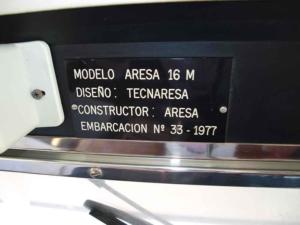 MODELO ARESA 16 M
DISEÑO: TECNARESA
CONSTRUCTOR: ARESA
EMBARCACION Nº 33-1977